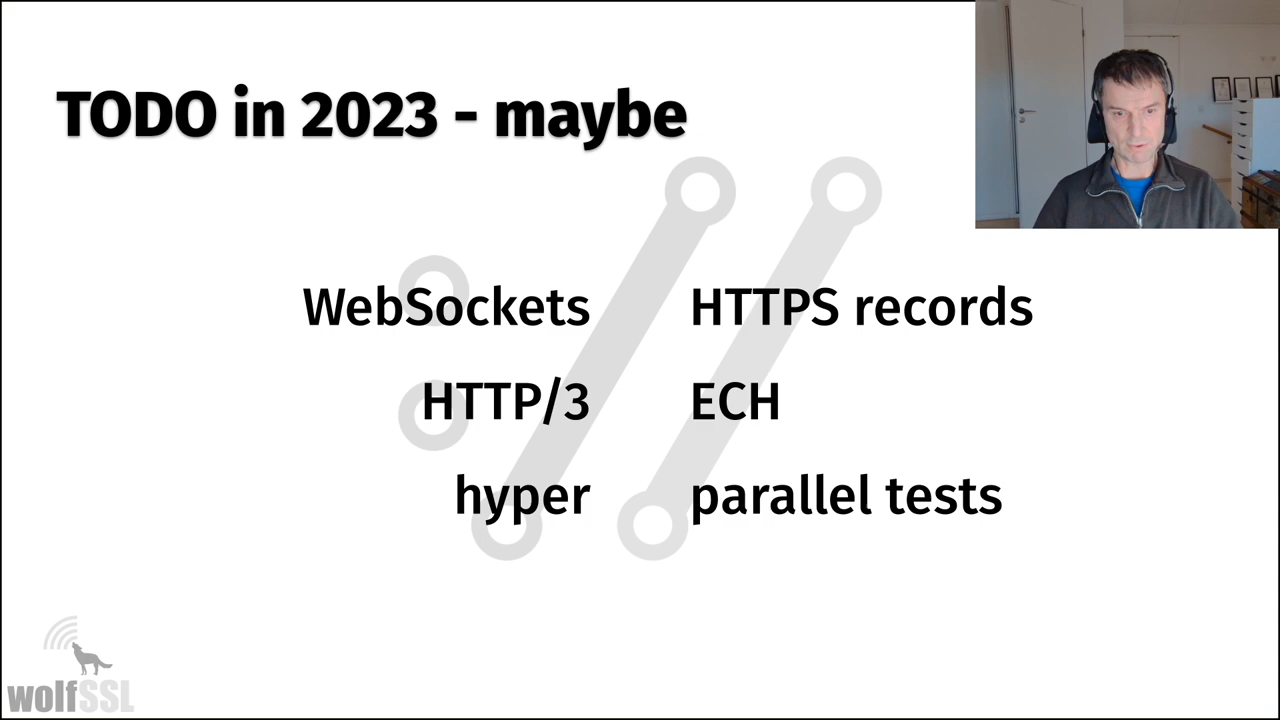 TODO in 2023 - maybe
WebSockets
HTTPS records
HTTP/3
ECH
hyper
parallel tests
wolfSSL